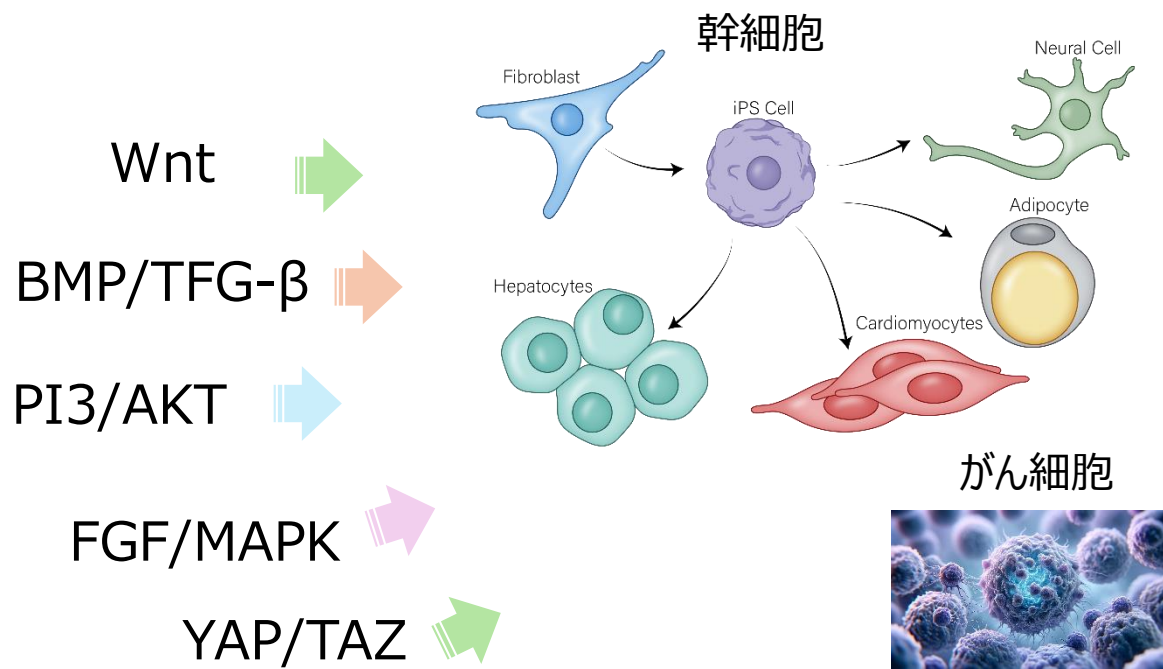 幹細胞
Fibroblast
iPS Cell
Neural Cell
Wnt
Adipocyte
BMP/TFG-β
Hepatocytes
Cardiomyocytes
PI3/AKT
がん細胞
FGF/MAPK
YAP/TAZ